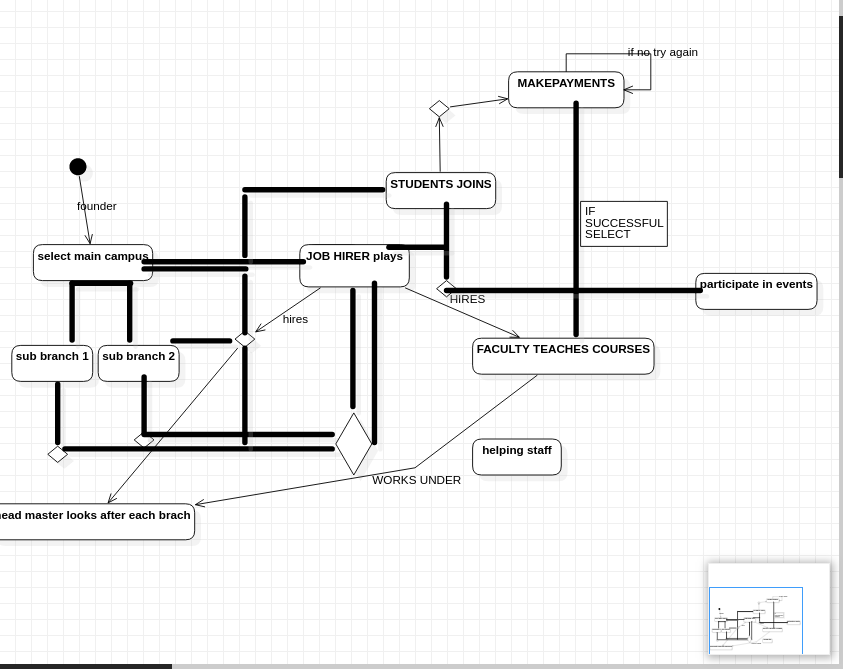 if no try again
MAKEPAYMENTS
STUDENTS JOINS
founder
IF
SUCCESSFUL
SELECT
select main campus
JOB HIRER plays
participate in events
HIRES
hires
FACULTY TEACHES COURSES
sub branch 1
sub branch 2
helping staff
WORKS UNDER
master looks after each brach